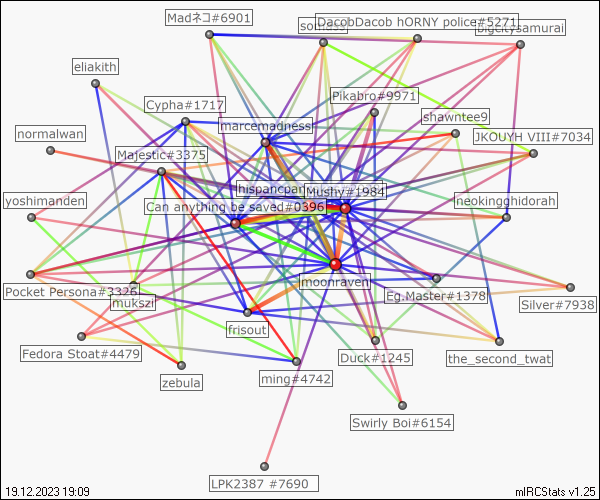 Madネコ#6901
DacobDacob hORNY police#5271
bigcitysamurai
eliakith
Pikabro#9971
Cypha#1717
shawntee9
marcemadness
normalwan
JKOUYH VIII#7034
Majestic#3375
Mushy#1984
yoshimanden
neokingghidorah
Can anything be saved#0396
moonraven
Pocket Persona#3326
mukszi
Eg.Master#1378
Silver#7938
frisout
Fedora Stoat#4479
Duck#1245
the_second_twat
zebula
ming#4742
Swirly Boi#6154
LPK2387 #7690
19.12.2023 19:09
mIRCStats v1.25